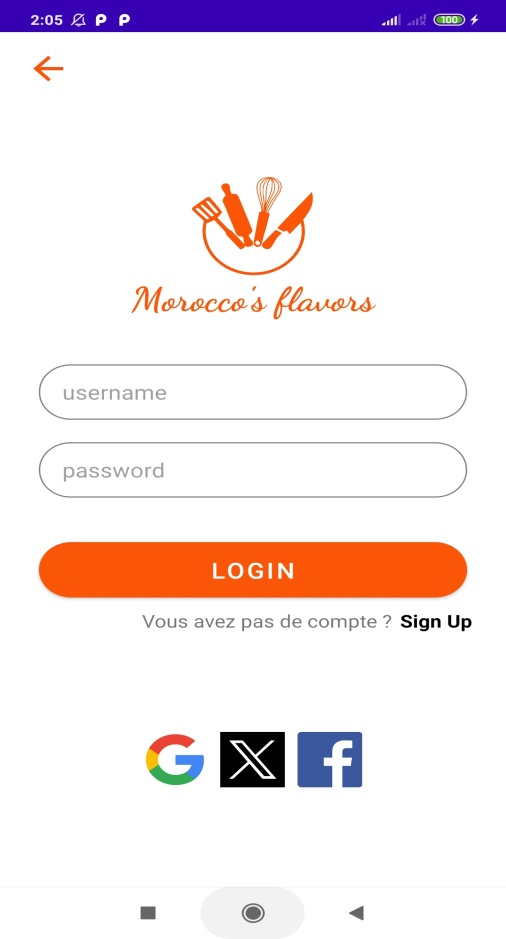 2:05
100
Morocco's flavors
username
password
LOGIN
Vous avez pas de compte ? Sign Up